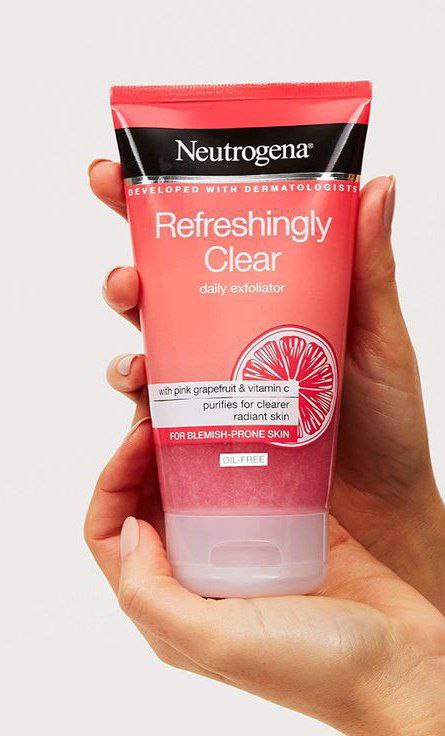 Neutrogena®
DEVELOPED WITH DERMATOLOGISTS
Refreshingly
Clear
daily exfoliator
with pink grapefruit & vitamin c
purifies for clearer
radiant skin
FOR BLEMISH-PRONE SKIN
OIL-FREE